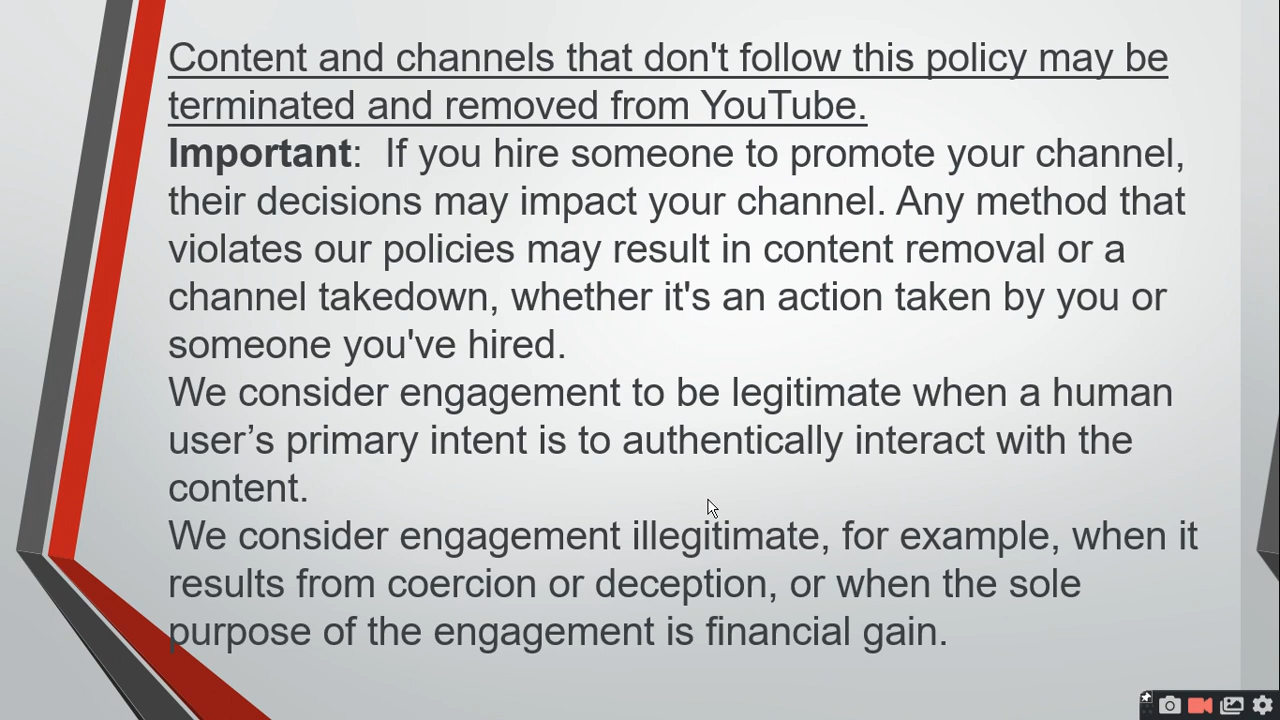 Content and channels that don't follow this policy may be
terminated and removed from YouTube.
Important:  If you hire someone to promote your channel,
their decisions may impact your channel. Any method that
violates our policies may result in content removal or a
channel takedown, whether it's an action taken by you or
someone you've hired.
We consider engagement to be legitimate when a human
user’s primary intent is to authentically interact with the
content.
We consider engagement illegitimate, for example, when it
results from coercion or deception, or when the sole
purpose of the engagement is financial gain.